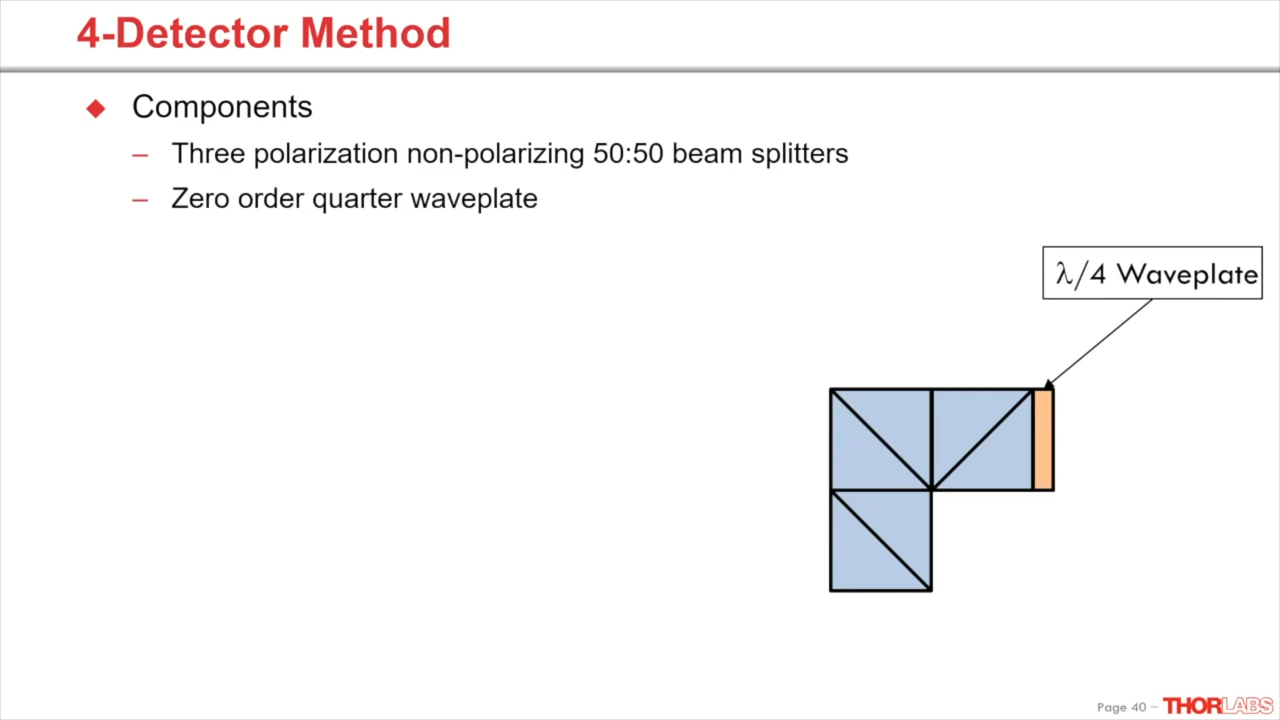 4-Detector Method
Components
– Three polarization non-polarizing 50:50 beam splitters
– Zero order quarter waveplate
λ/4 Waveplate
Page 40 – THORLABS